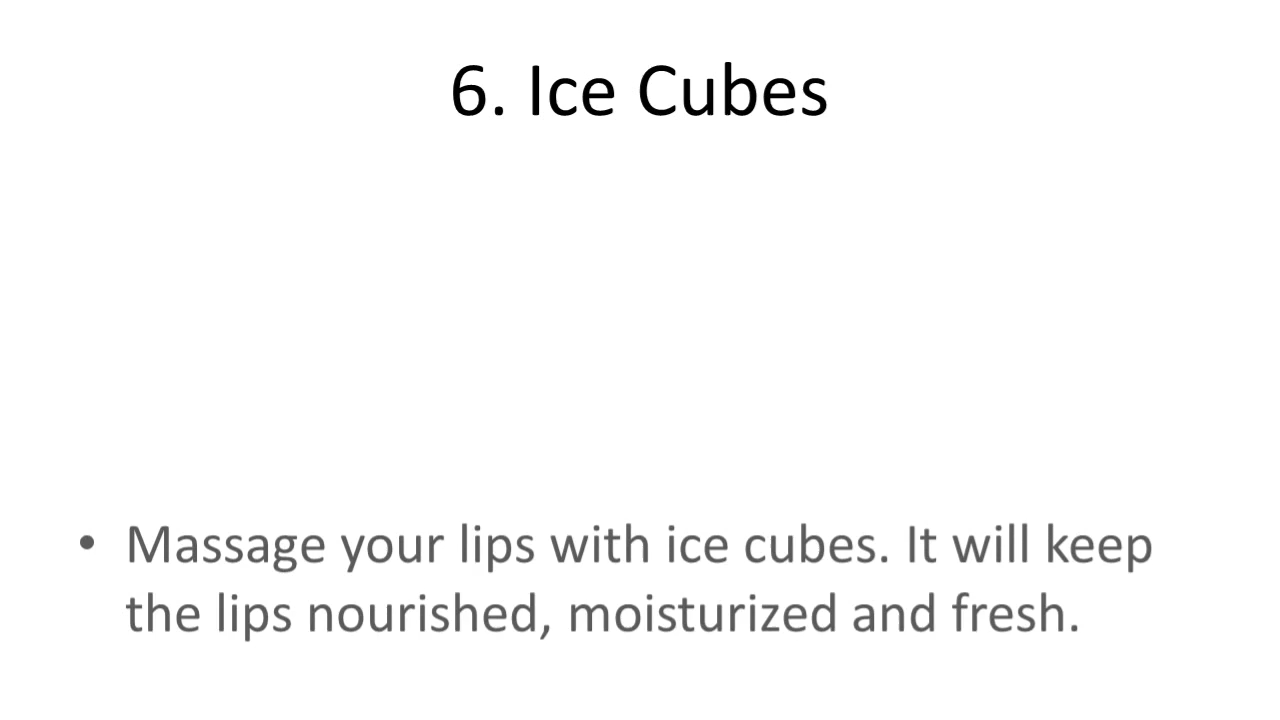 6. Ice Cubes
• Massage your lips with ice cubes. It will keep
the lips nourished, moisturized and fresh.